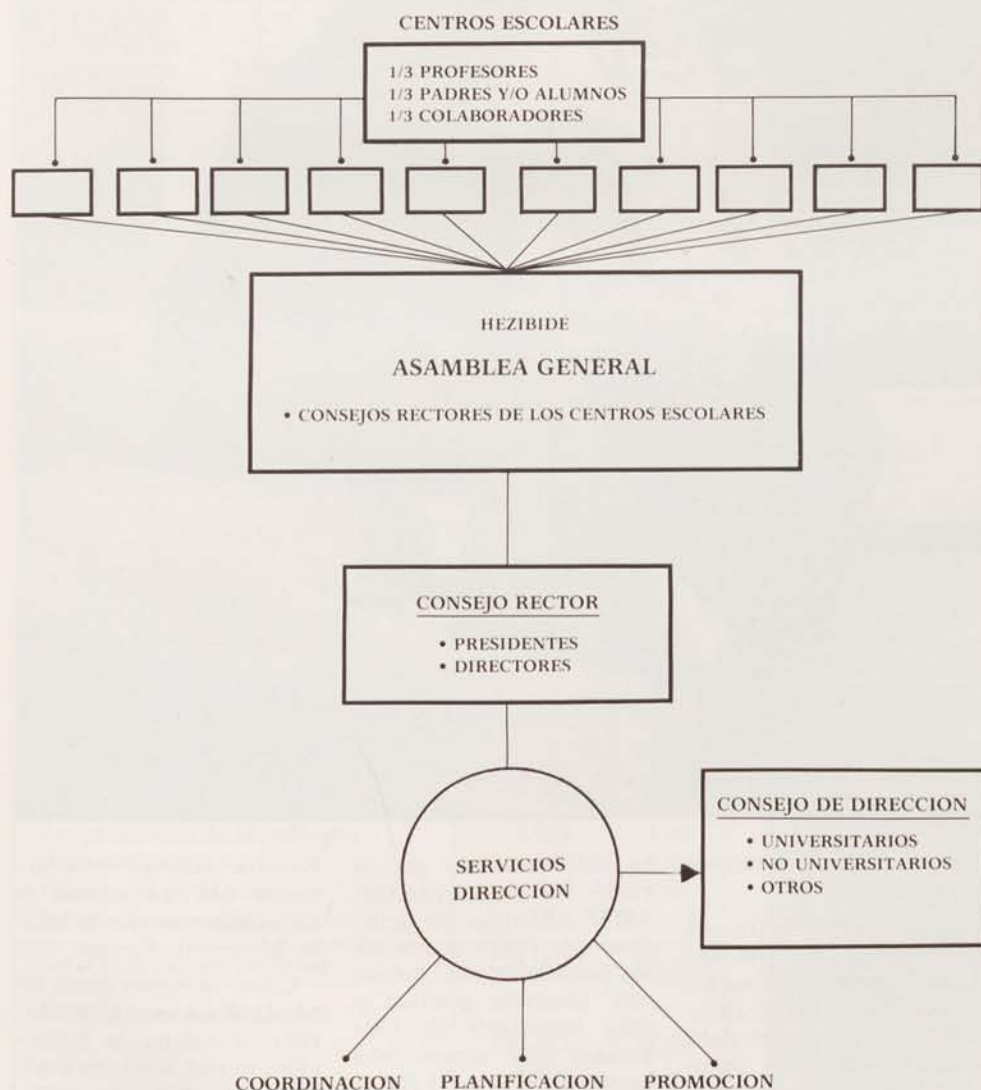 CENTROS ESCOLARES
1/3 PROFESORES
1/3 PADRES Y/O ALUMNOS
1/3 COLABORADORES
HEZIBIDE
ASAMBLEA GENERAL
• CONSEJOS RECTORES DE LOS CENTROS ESCOLARES
CONSEJO RECTOR
• PRESIDENTES
• DIRECTORES
SERVICIOS
DIRECCION
CONSEJO DE DIRECCION
• UNIVERSITARIOS
• NO UNIVERSITARIOS
• OTROS
COORDINACION PLANIFICACION PROMOCION